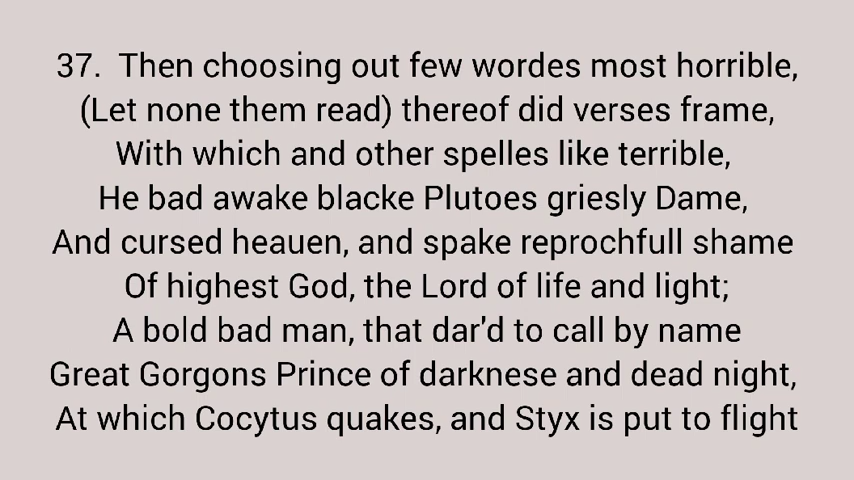 37.  Then choosing out few wordes most horrible,
(Let none them read) thereof did verses frame,
With which and other spelles like terrible,
He bad awake blacke Plutoes griesly Dame,
And cursed heauen, and spake reprochfull shame
Of highest God, the Lord of life and light;
A bold bad man, that dar'd to call by name
Great Gorgons Prince of darknese and dead night,
At which Cocytus quakes, and Styx is put to flight